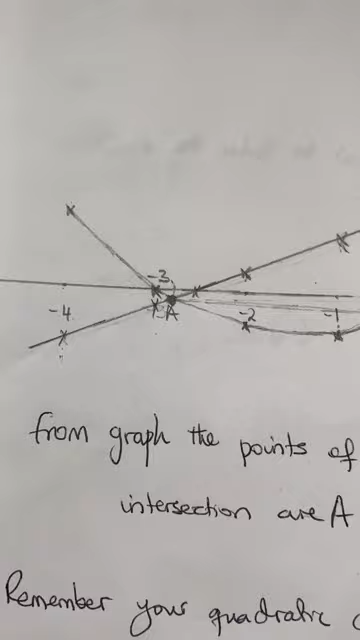 -3
-4 A -2 -1
from graph the points of
intersection are A
Remember your quadratic